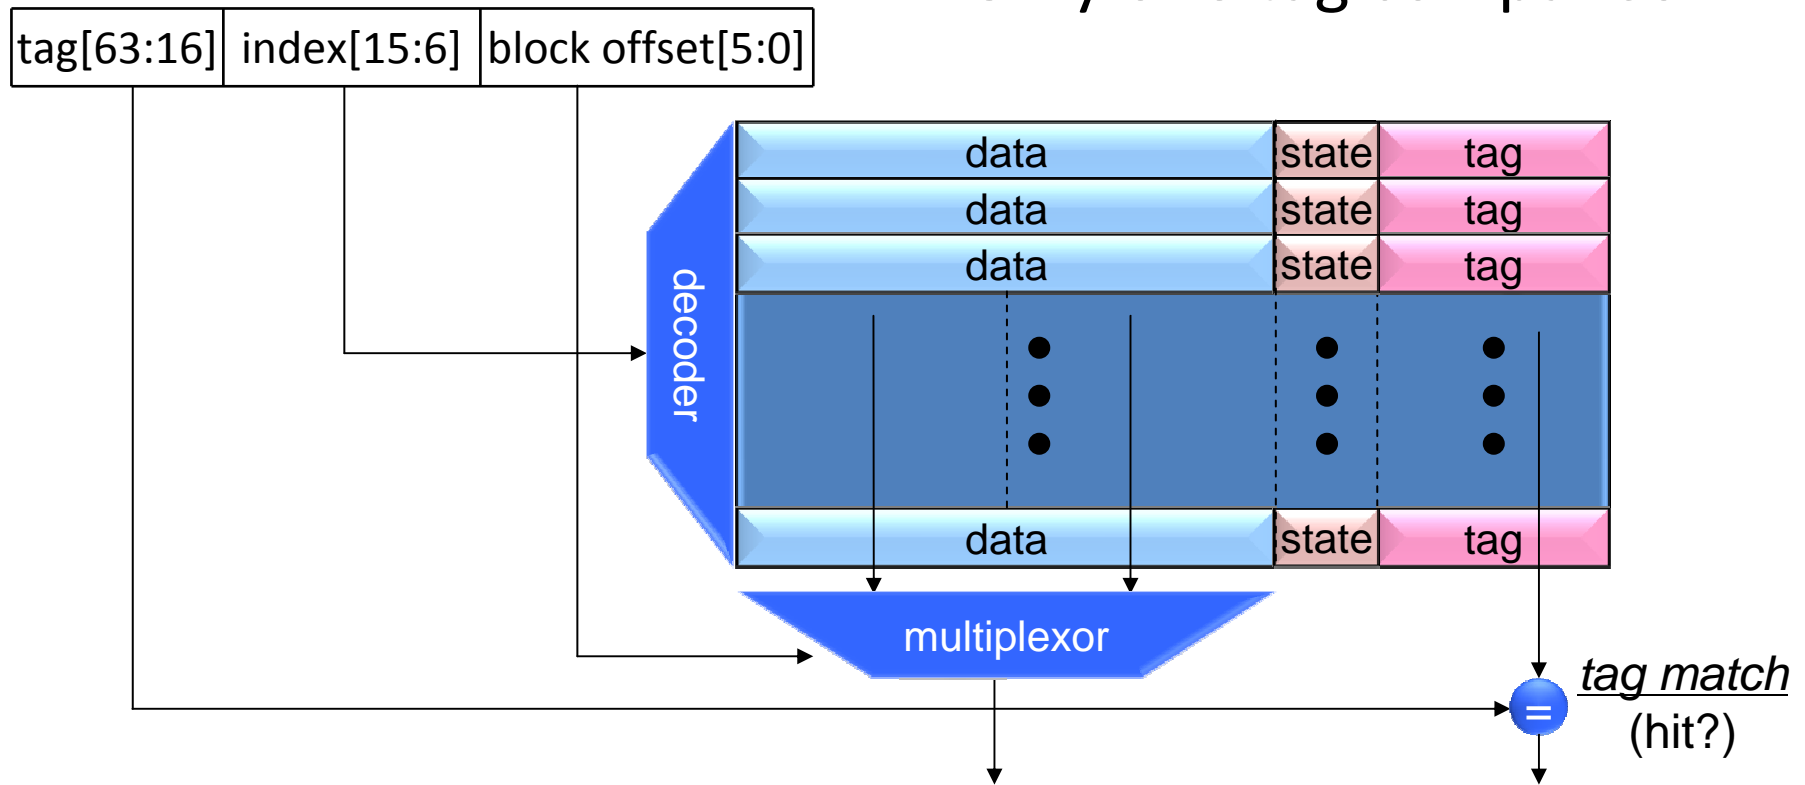 tag[63:16] index[15:6] block offset[5:0]
data state tag
data state tag
data state tag
decoder
data state tag
multiplexor
tag match
=
(hit?)